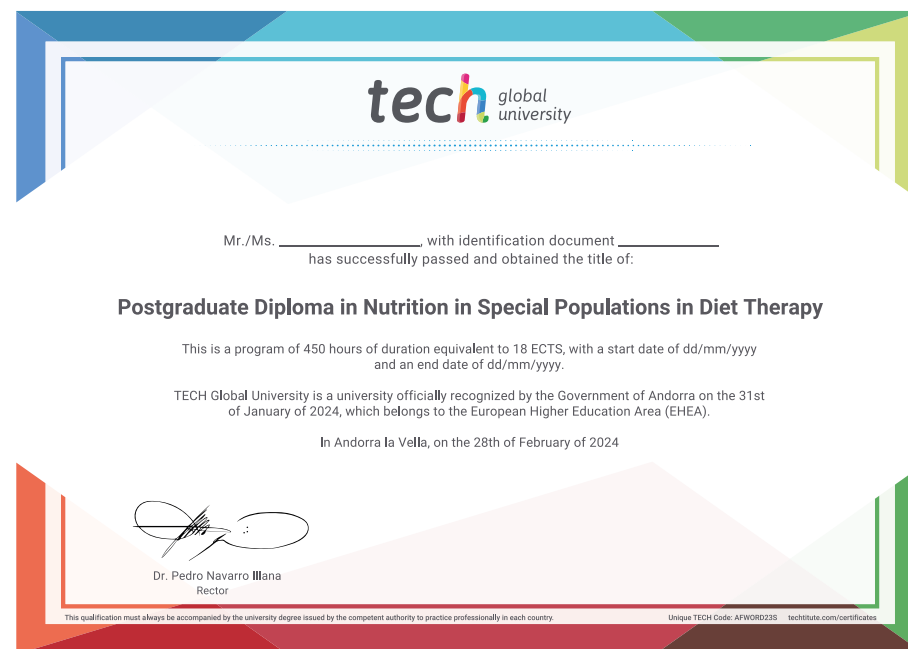 tech global university
Mr./Ms. ____________________, with identification document ______________
has successfully passed and obtained the title of:
Postgraduate Diploma in Nutrition in Special Populations in Diet Therapy
This is a program of 450 hours of duration equivalent to 18 ECTS, with a start date of dd/mm/yyyy
and an end date of dd/mm/yyyy.
TECH Global University is a university officially recognized by the Government of Andorra on the 31st
of January of 2024, which belongs to the European Higher Education Area (EHEA).
In Andorra la Vella, on the 28th of February of 2024
Dr. Pedro Navarro Illana
Rector
This qualification must always be accompanied by the university degree issued by the competent authority to practice professionally in each country.
Unique TECH Code: AFWORD23S techtitute.com/certificates